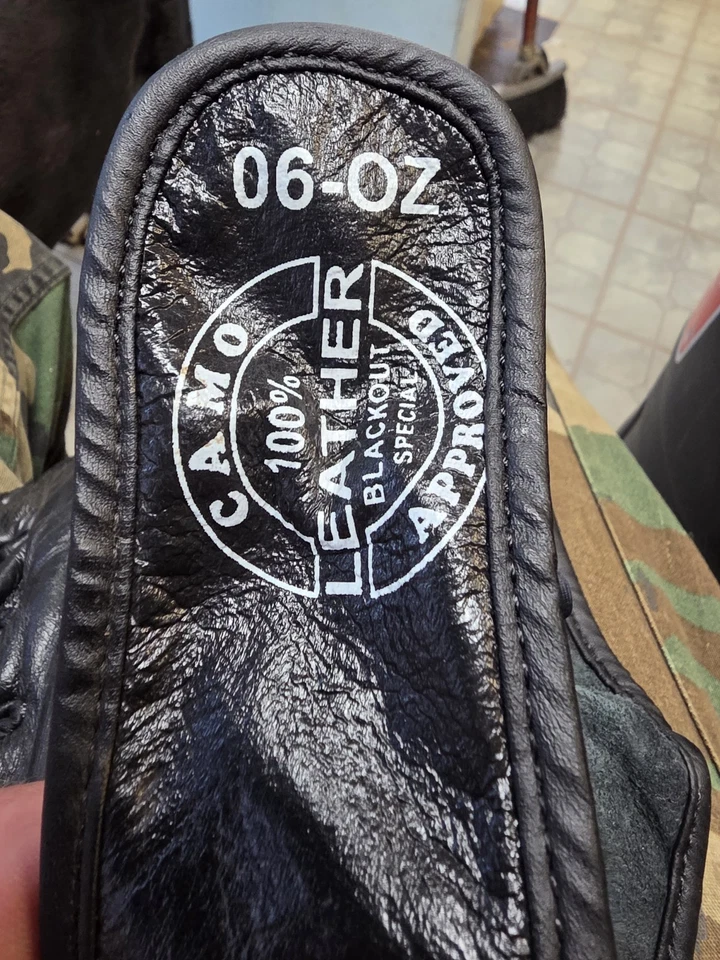 06-OZ
CAMO
100%
LEATHER
BLACKOUT
SPECIAL
APPROVED